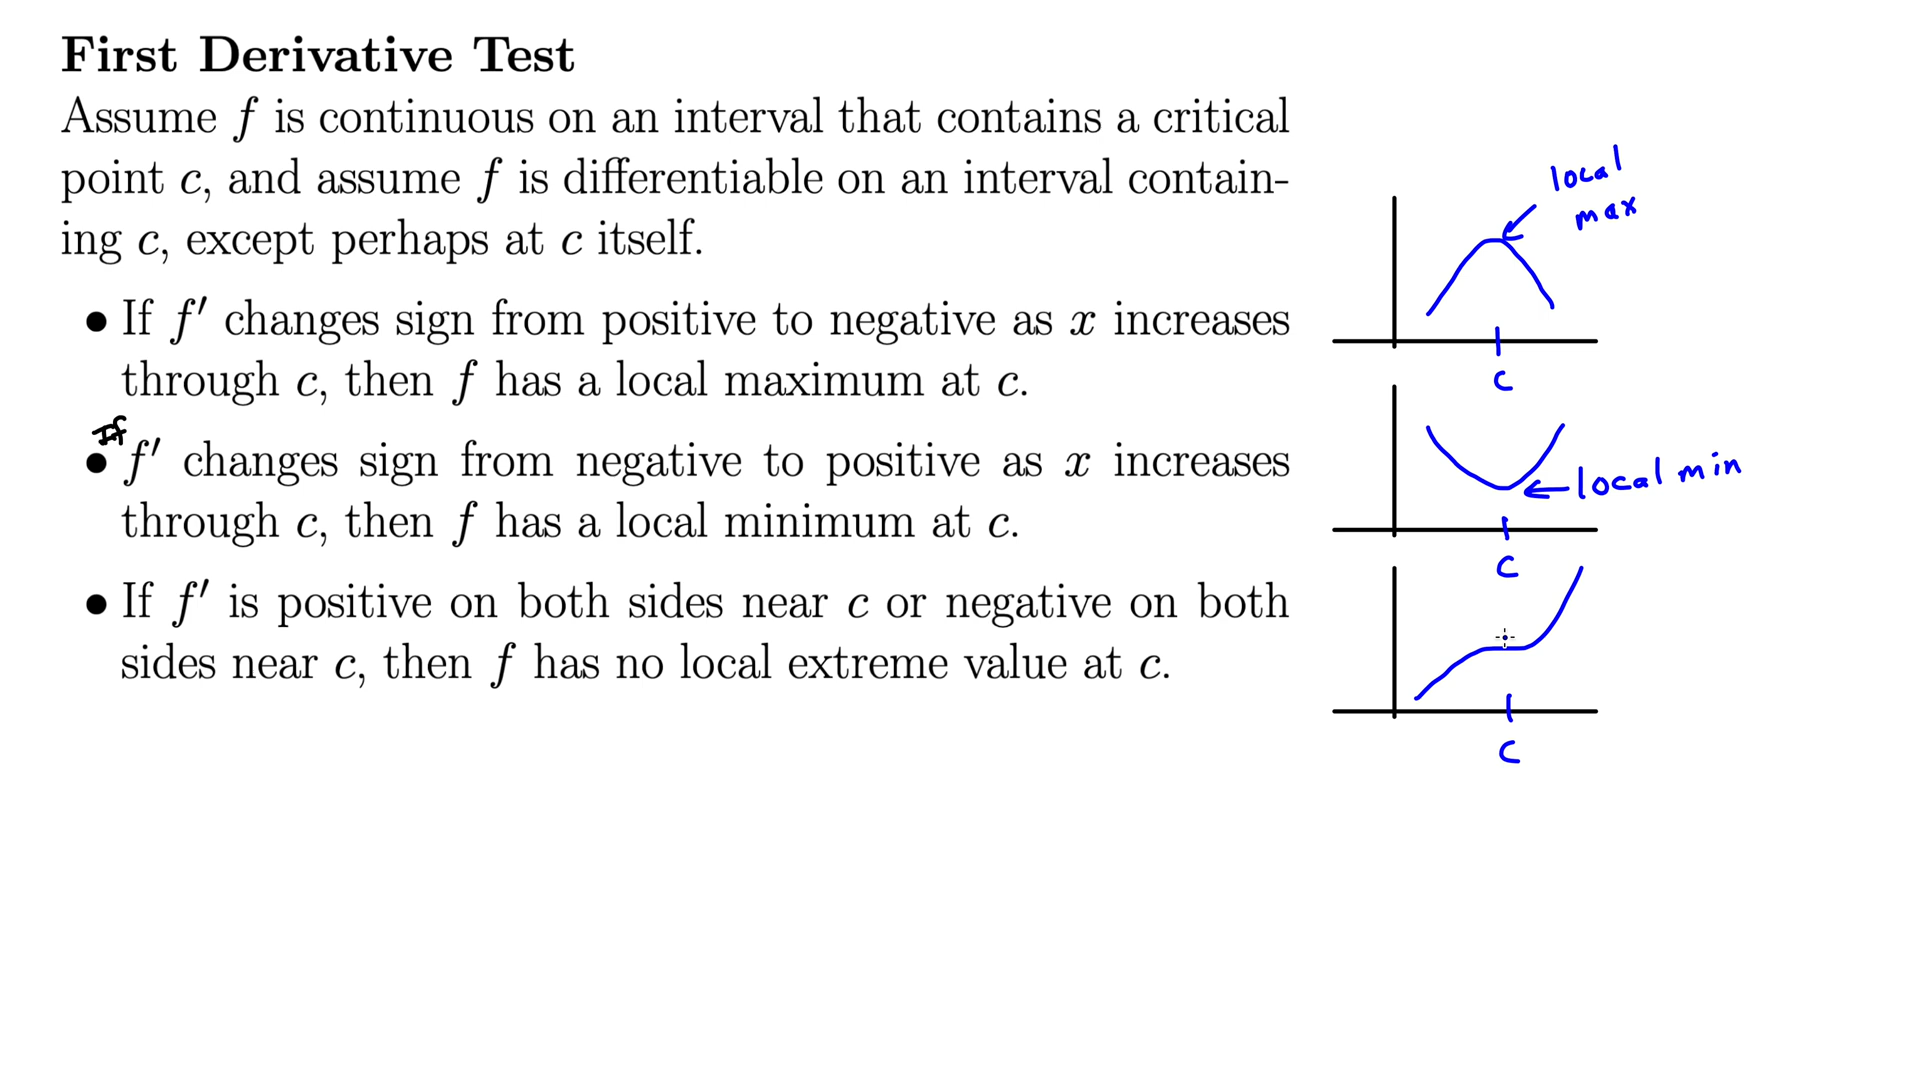 First Derivative Test
Assume f is continuous on an interval that contains a critical
point c, and assume f is differentiable on an interval contain-
ing c, except perhaps at c itself.
• If f′ changes sign from positive to negative as x increases
through c, then f has a local maximum at c.
If
• f′ changes sign from negative to positive as x increases
through c, then f has a local minimum at c.
• If f′ is positive on both sides near c or negative on both
sides near c, then f has no local extreme value at c.
local
max
c
local min
c
c